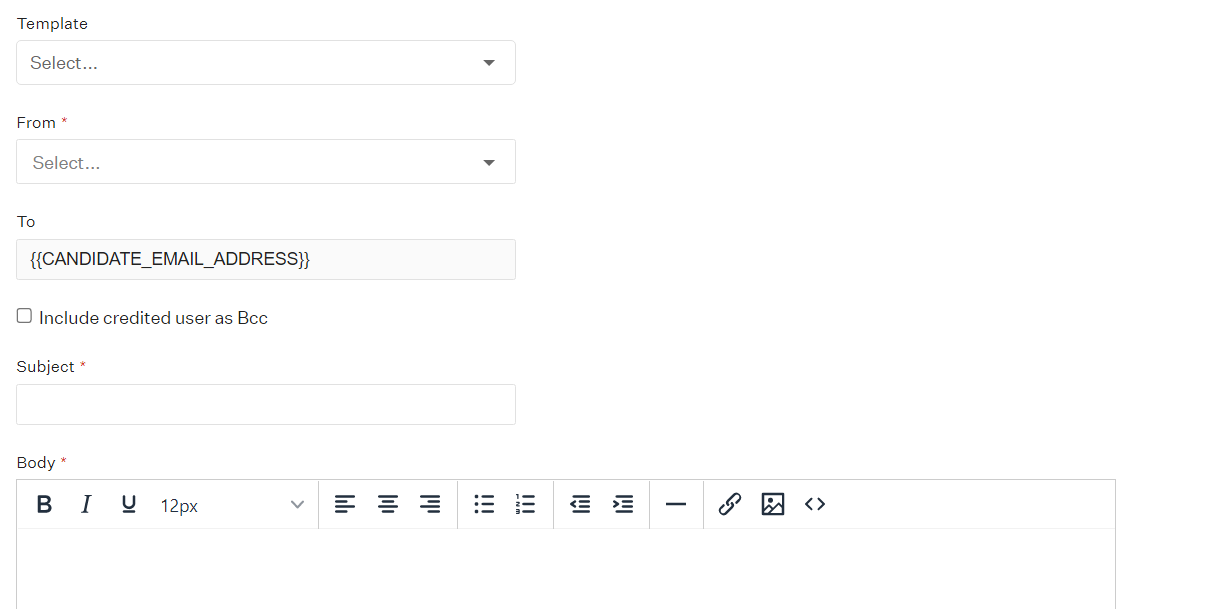 Template
Select...
From *
Select...
To
{{CANDIDATE_EMAIL_ADDRESS}}
Include credited user as Bcc
Subject *
Body *
B I U 12px